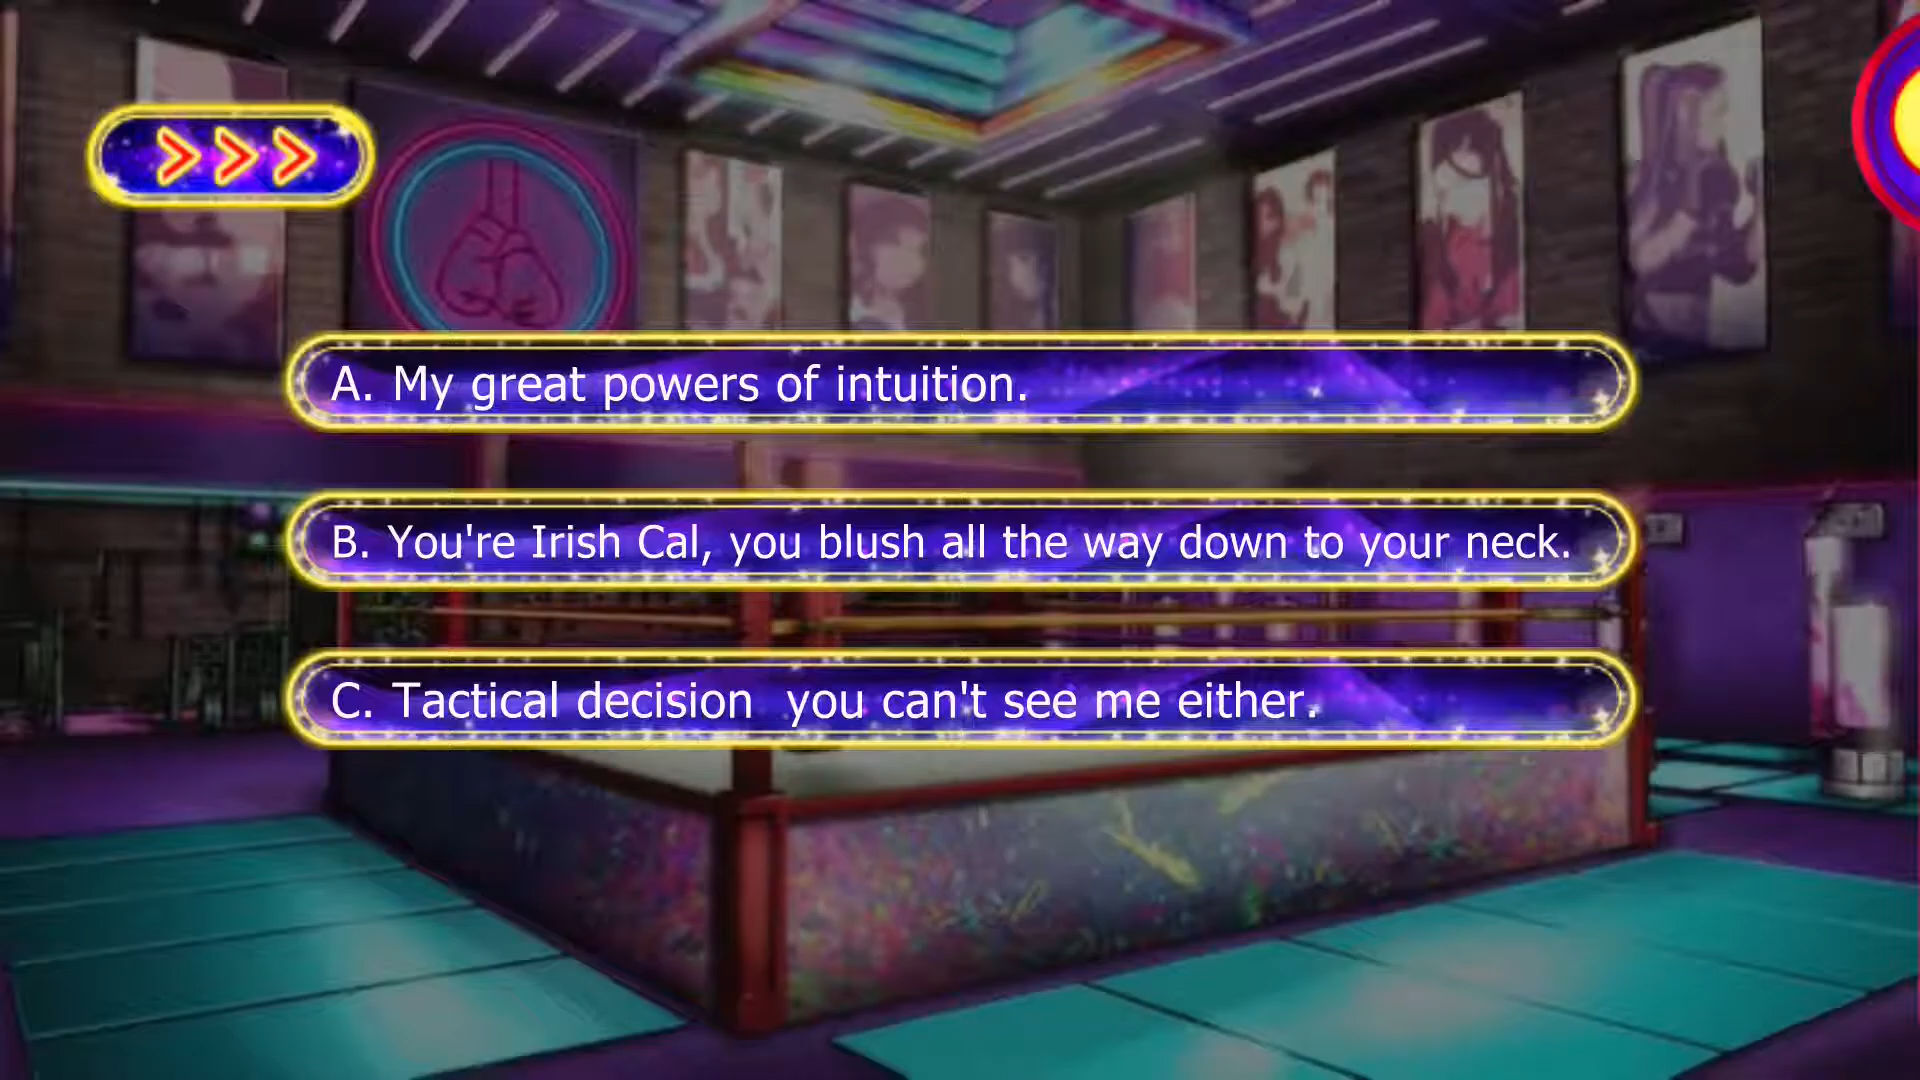 A. My great powers of intuition.
B. You're Irish Cal, you blush all the way down to your neck.
C. Tactical decision  you can't see me either.